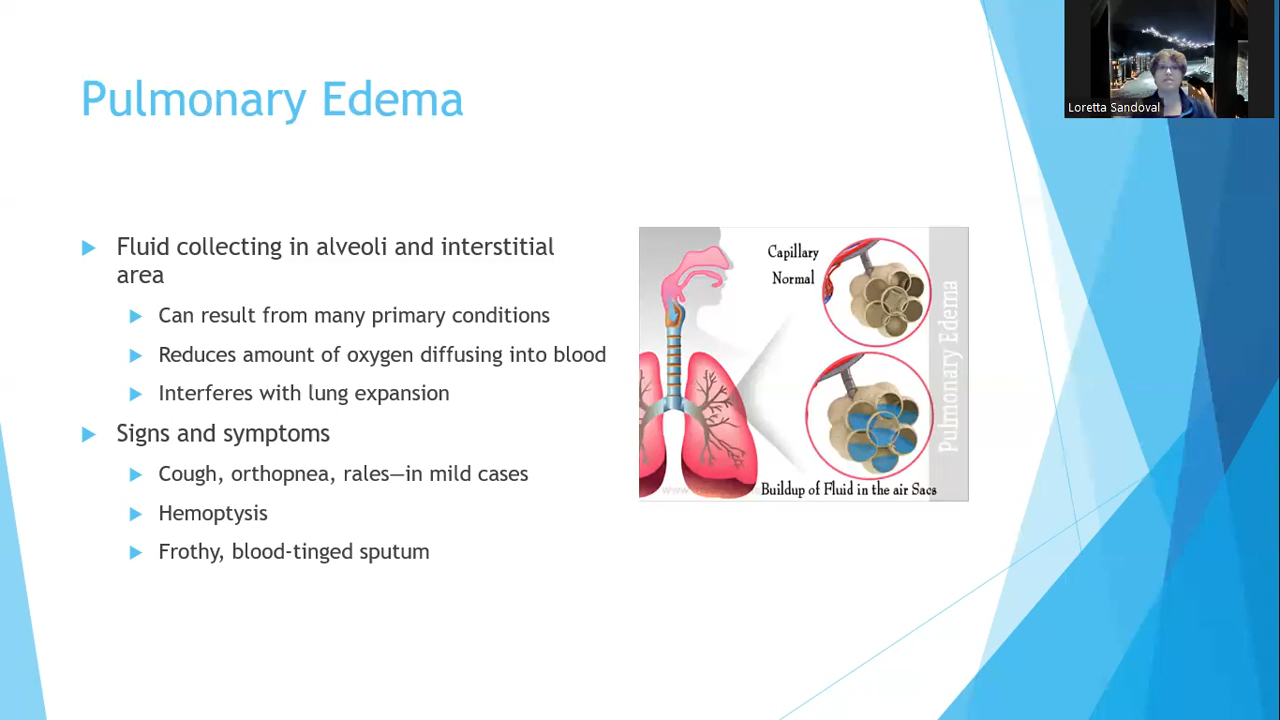 Pulmonary Edema
Loretta Sandoval
Fluid collecting in alveoli and interstitial
area
Can result from many primary conditions
Reduces amount of oxygen diffusing into blood
Interferes with lung expansion
Signs and symptoms
Cough, orthopnea, rales—in mild cases
Hemoptysis
Frothy, blood-tinged sputum
Capillary
Normal
Buildup of Fluid in the air Sacs
Pulmonary Edema